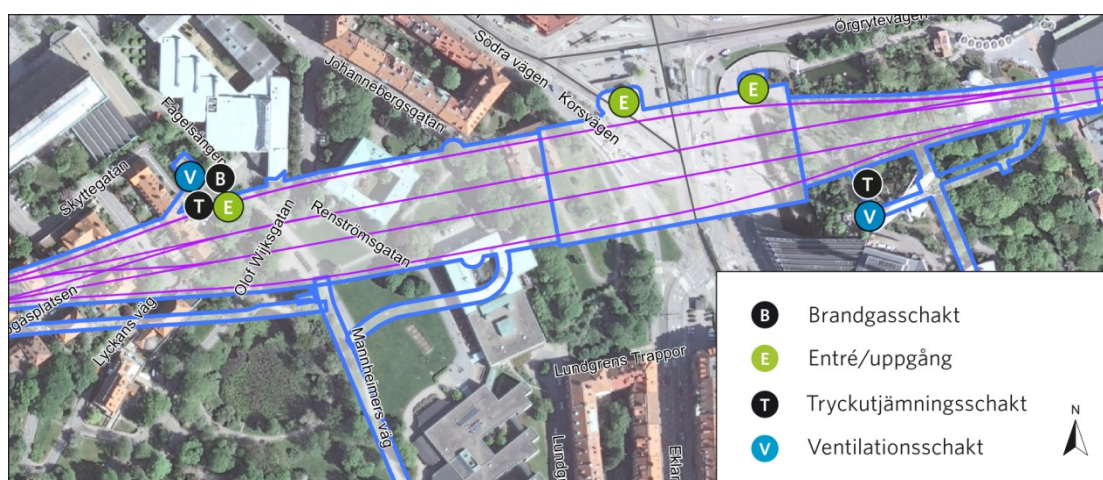 Örgrytevägen
Södra vägen
Korsvägen
Johannebergsgatan
Fågelsången
Skyttegatan
E
E
V
B
T
E
T
V
Olof Wijksgatan
Renströmsgatan
Lyckans väg
Mannheimers väg
Lundgrens Trappor
B Brandgasschakt
E Entré/uppgång
T Tryckutjämningsschakt
V Ventilationsschakt
N